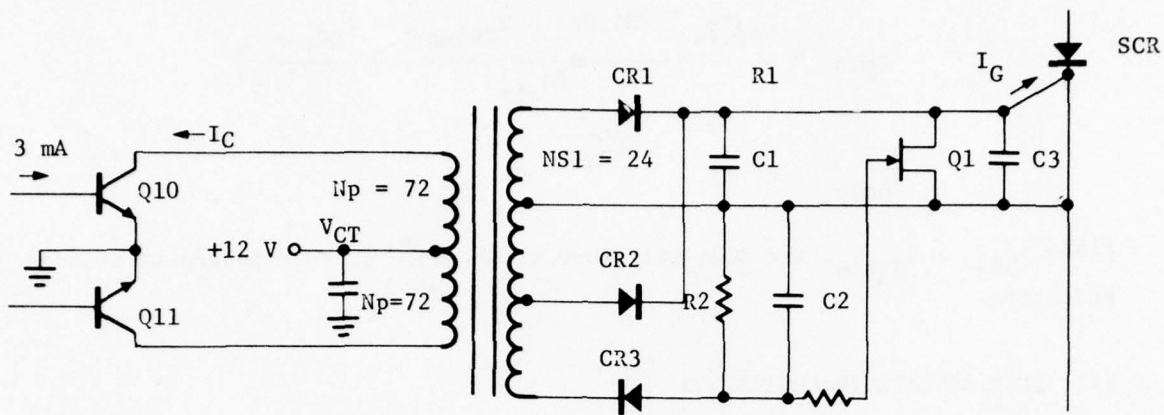 SCR
CR1
R1
I_G
3 mA
I_C
Q10
Np = 72
NS1 = 24
C1
Q1
C3
+12 V
V_CT
CR2
Np=72
R2
C2
Q11
CR3